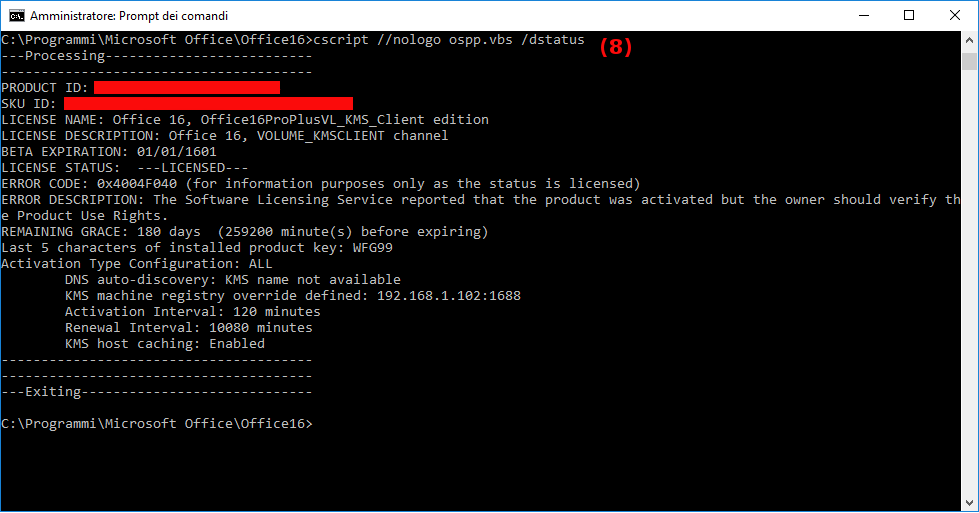 Amministratore: Prompt dei comandi
C:\Programmi\Microsoft Office\Office16>cscript //nologo ospp.vbs /dstatus (8)
---Processing--------------------------
---------------------------------------
PRODUCT ID:
SKU ID:
LICENSE NAME: Office 16, Office16ProPlusVL_KMS_Client edition
LICENSE DESCRIPTION: Office 16, VOLUME_KMSCLIENT channel
BETA EXPIRATION: 01/01/1601
LICENSE STATUS:  ---LICENSED---
ERROR CODE: 0x4004F040 (for information purposes only as the status is licensed)
ERROR DESCRIPTION: The Software Licensing Service reported that the product was activated but the owner should verify th
e Product Use Rights.
REMAINING GRACE: 180 days  (259200 minute(s) before expiring)
Last 5 characters of installed product key: WFG99
Activation Type Configuration: ALL
        DNS auto-discovery: KMS name not available
        KMS machine registry override defined: 192.168.1.102:1688
        Activation Interval: 120 minutes
        Renewal Interval: 10080 minutes
        KMS host caching: Enabled
---------------------------------------
---------------------------------------
---Exiting-----------------------------
C:\Programmi\Microsoft Office\Office16>